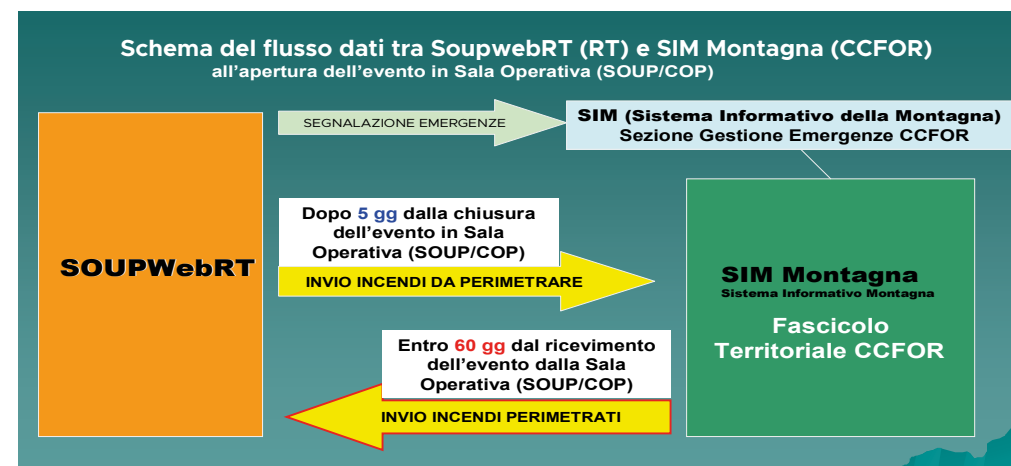 Schema del flusso dati tra SoupwebRT (RT) e SIM Montagna (CCFOR)
all'apertura dell'evento in Sala Operativa (SOUP/COP)
SEGNALAZIONE EMERGENZE
SIM (Sistema Informativo della Montagna)
Sezione Gestione Emergenze CCFOR
SOUPWebRT
Dopo 5 gg dalla chiusura
dell'evento in Sala
Operativa (SOUP/COP)
INVIO INCENDI DA PERIMETRARE
Entro 60 gg dal ricevimento
dell'evento dalla Sala
Operativa (SOUP/COP)
INVIO INCENDI PERIMETRATI
SIM Montagna
Sistema Informativo Montagna
Fascicolo
Territoriale CCFOR